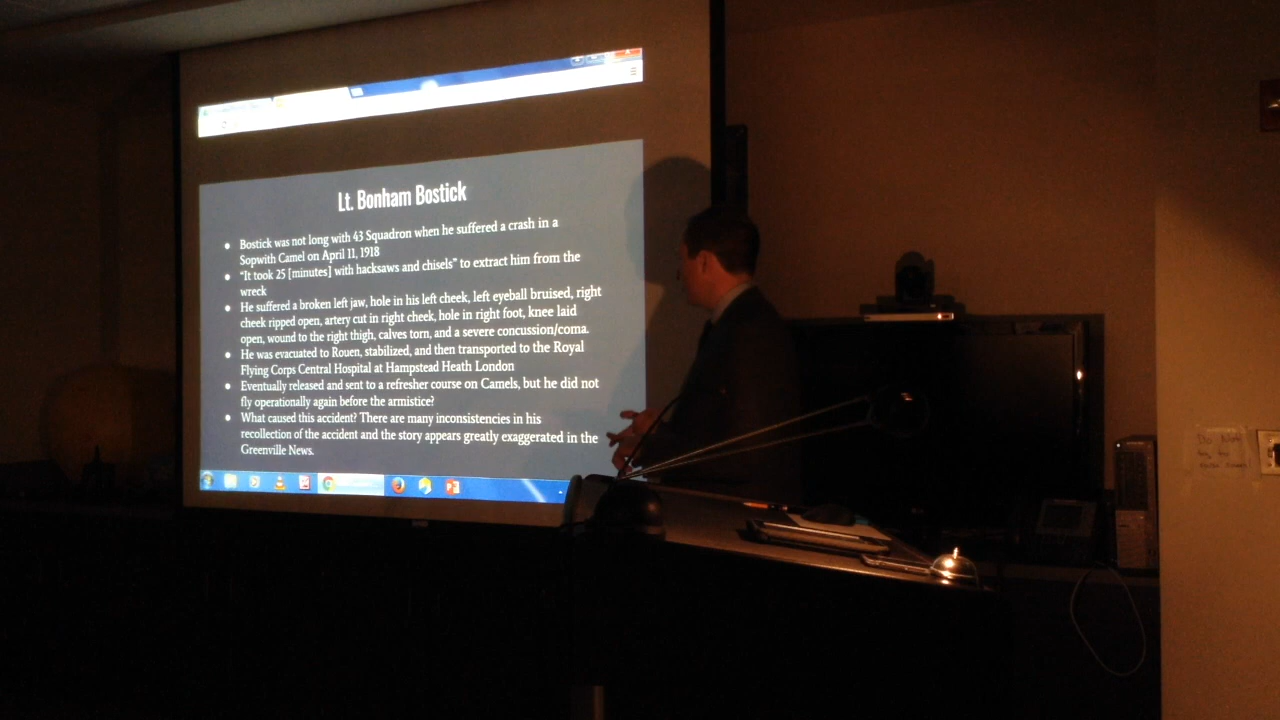 Lt. Bonham Bostick
Bostick was not long with 43 Squadron when he suffered a crash in a
Sopwith Camel on April 11, 1918
"It took 25 [minutes] with hacksaws and chisels" to extract him from the
wreck
He suffered a broken left jaw, hole in his left cheek, left eyeball bruised, right
cheek ripped open, artery cut in right cheek, hole in right foot, knee laid
open, wound to the right thigh, calves torn, and a severe concussion/coma.
He was evacuated to Rouen, stabilized, and then transported to the Royal
Flying Corps Central Hospital at Hampstead Heath London
Eventually released and sent to a refresher course on Camels, but he did not
fly operationally again before the armistice?
What caused this accident? There are many inconsistencies in his
recollection of the accident and the story appears greatly exaggerated in the
Greenville News.
Do Not